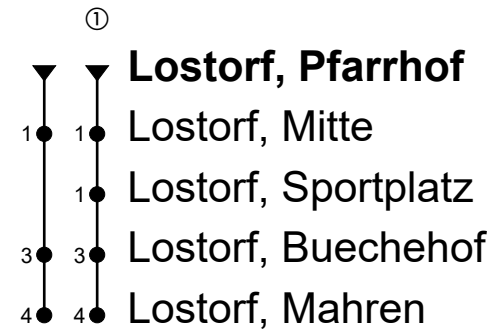 ①
Lostorf, Pfarrhof
1 1 Lostorf, Mitte
1 Lostorf, Sportplatz
3 3 Lostorf, Buechehof
4 4 Lostorf, Mahren